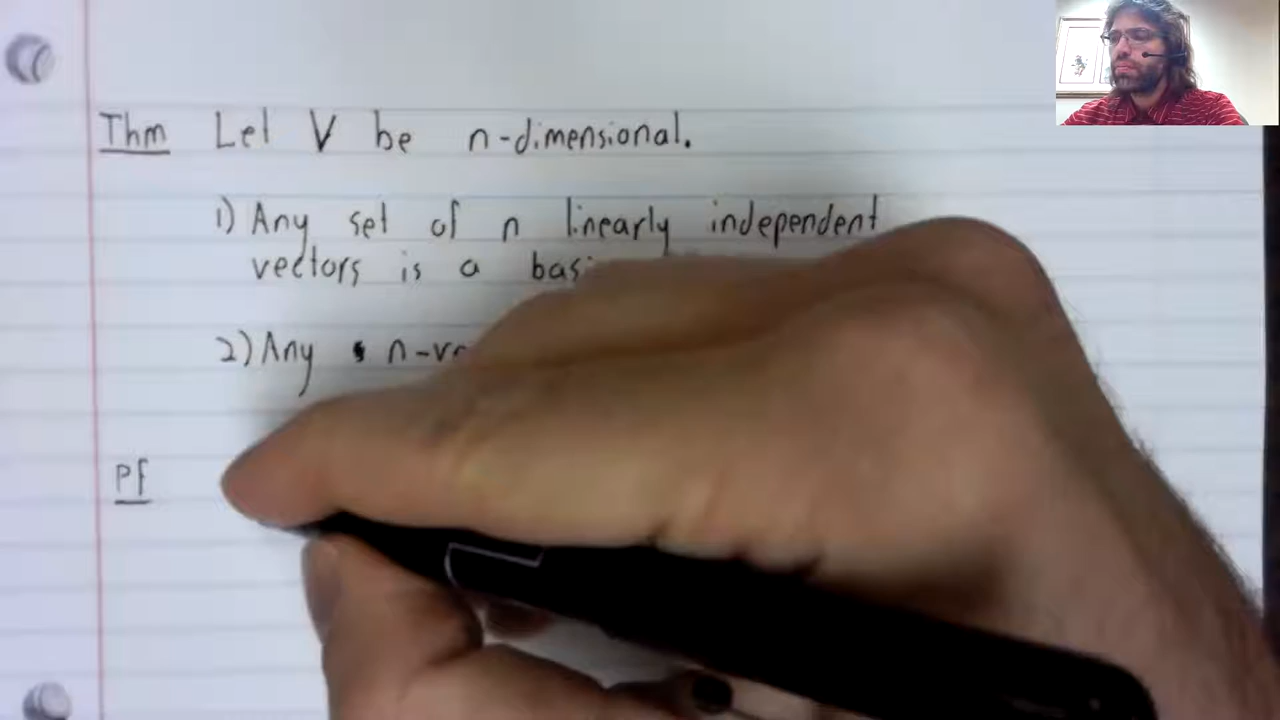 Thm Let V be n-dimensional.
1) Any set of n linearly independent
vectors is a
2) Any
Pf